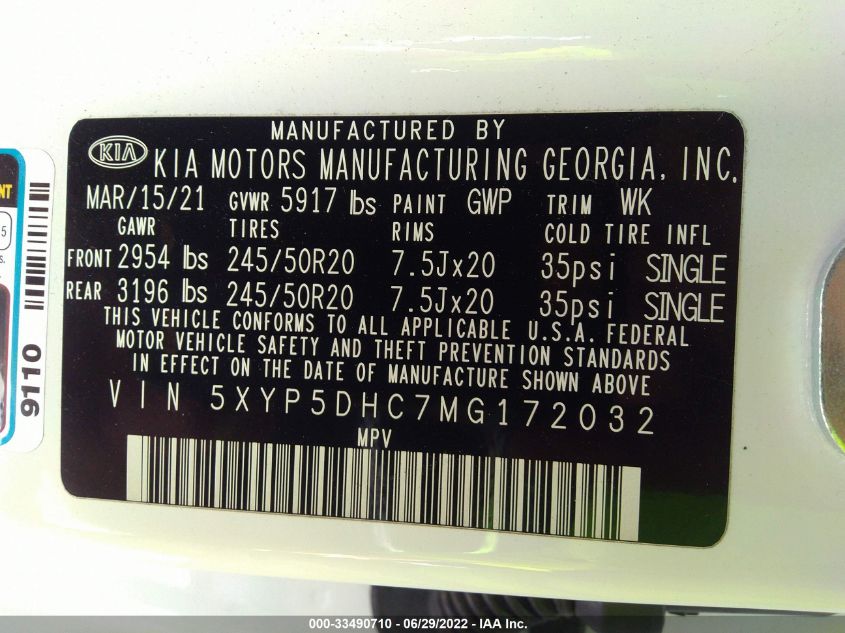 MANUFACTURED BY
KIA KIA MOTORS MANUFACTURING GEORGIA, INC.
MAR/15/21 GVWR 5917 lbs PAINT GWP TRIM WK
GAWR TIRES RIMS COLD TIRE INFL
FRONT 2954 lbs 245/50R20 7.5Jx20 35psi SINGLE
REAR 3196 lbs 245/50R20 7.5Jx20 35psi SINGLE
THIS VEHICLE CONFORMS TO ALL APPLICABLE U.S.A. FEDERAL
MOTOR VEHICLE SAFETY AND THEFT PREVENTION STANDARDS
IN EFFECT ON THE DATE OF MANUFACTURE SHOWN ABOVE
VIN 5XYP5DHC7MG172032
MPV
9110
000-33490710 - 06/29/2022 - IAA Inc.